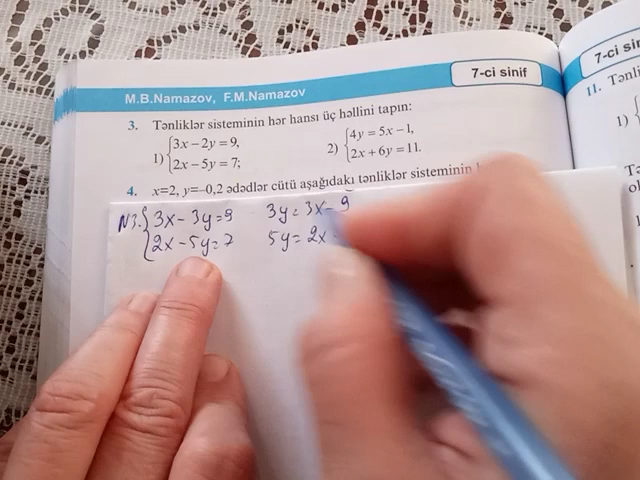 7-ci sinif
M.B.Namazov, F.M.Namazov
3. Tənliklər sisteminin hər hansı üç həllini tapın:
1) {3x – 2y = 9, 2) {4y = 5x – 1,
2x – 5y = 7; 2x + 6y = 11.
4. x=2, y=–0,2 ədədlər cütü aşağıdakı tənliklər sisteminin
N3. {3x – 3y = 9 3y = 3x – 9
2x – 5y = 7 5y = 2x
7-ci
11.
1)